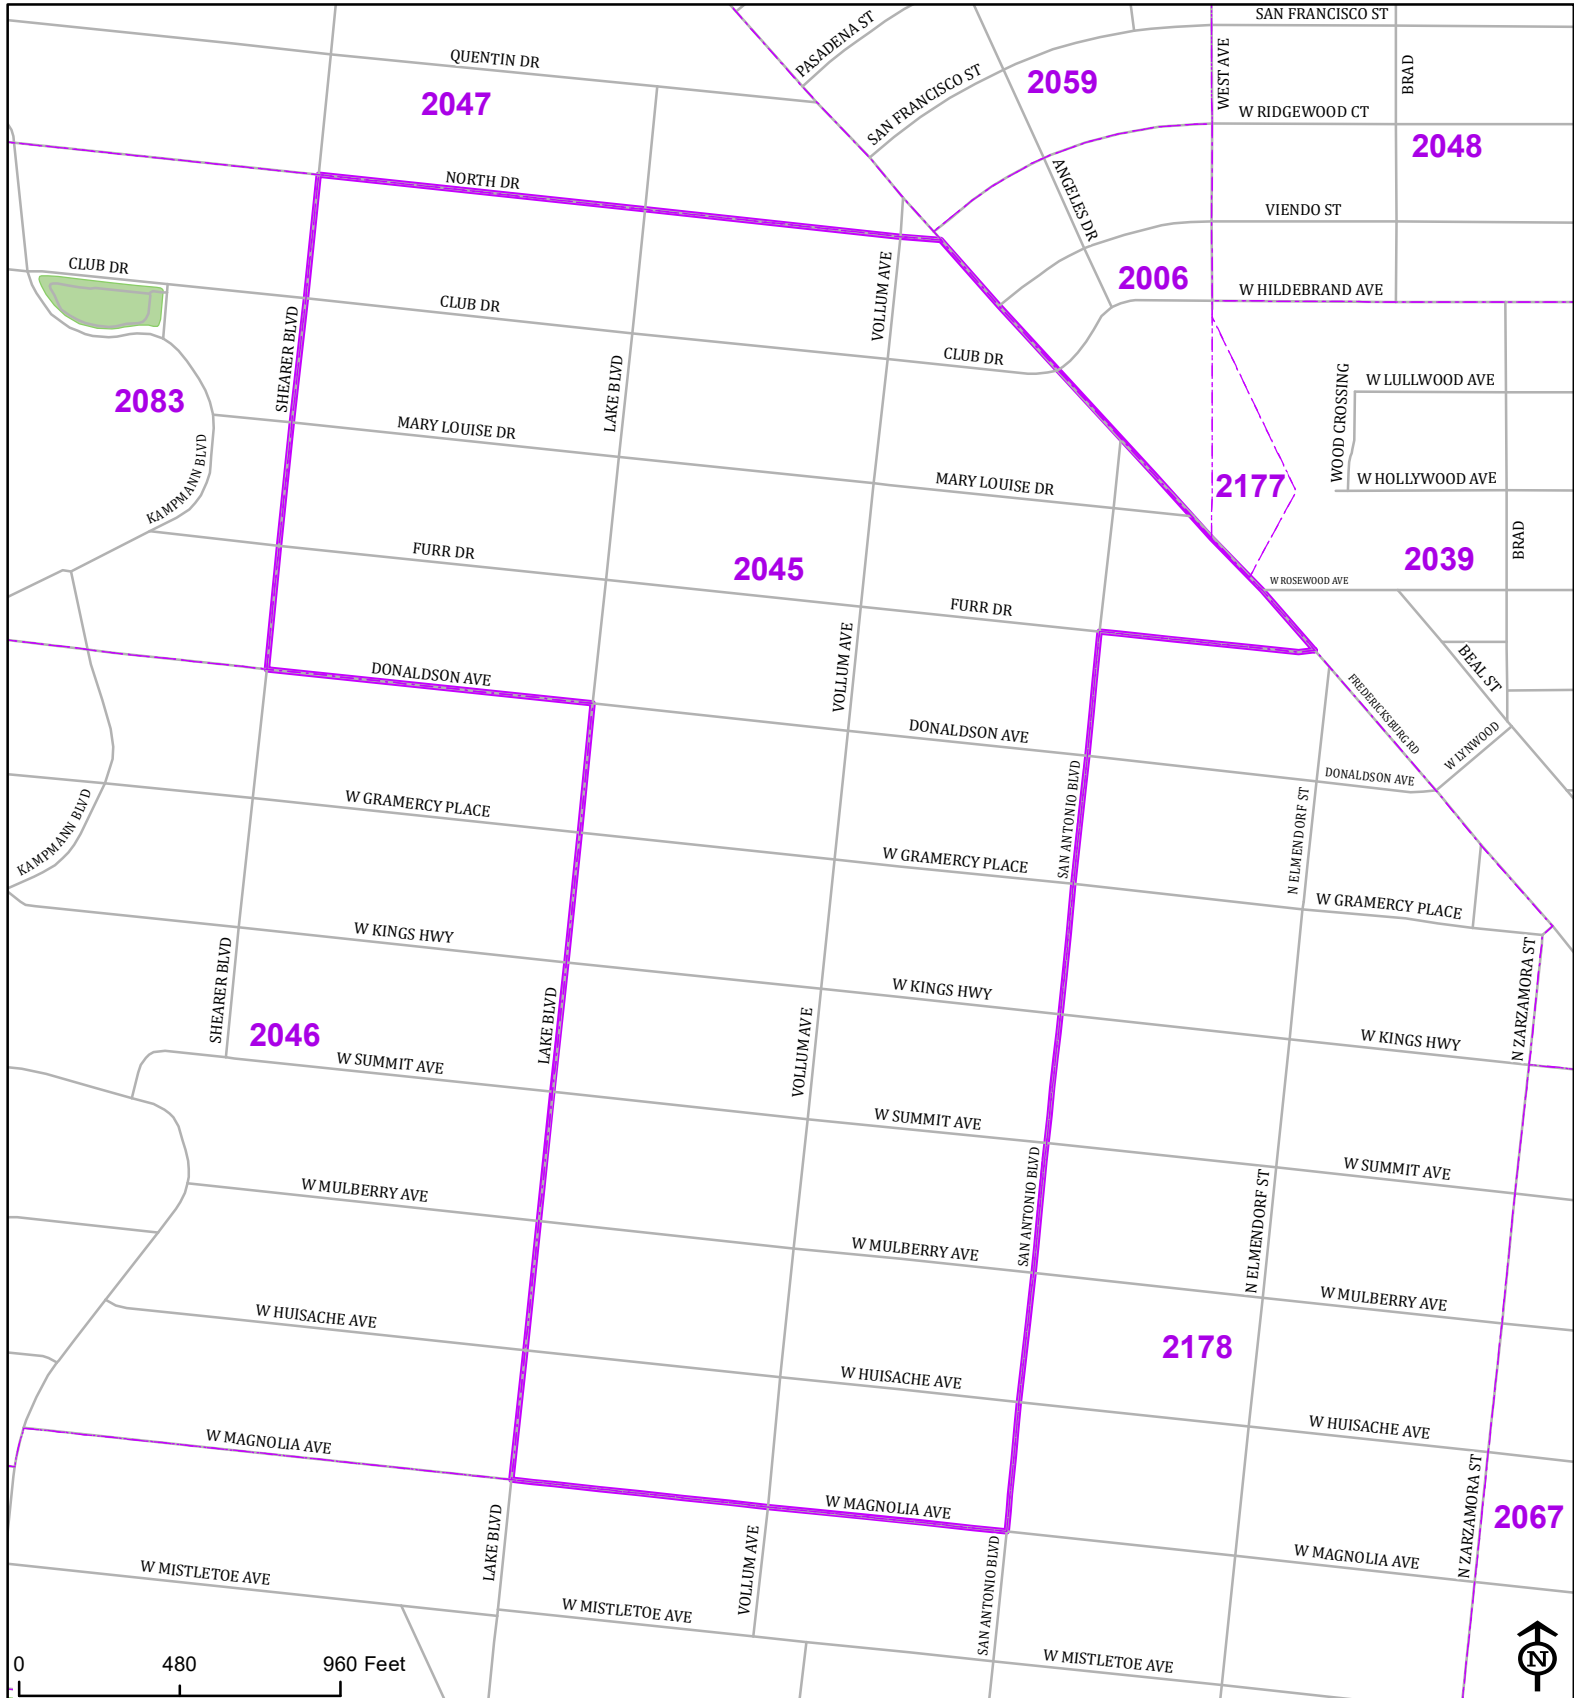 SAN FRANCISCO ST
PASADENA ST
QUENTIN DR
WEST AVE
BRAD
2059
2047
SAN FRANCISCO ST
W RIDGEWOOD CT
2048
NORTH DR
ANGELES DR
VIENDO ST
CLUB DR
2006
W HILDEBRAND AVE
CLUB DR
VOLLUM AVE
SHEARER BLVD
CLUB DR
LAKE BLVD
2083
W LULLWOOD AVE
WOOD CROSSING
MARY LOUISE DR
KAMPMANN BLVD
MARY LOUISE DR
2177
W HOLLYWOOD AVE
BRAD
FURR DR
2045
2039
W ROSEWOOD AVE
FURR DR
VOLLUM AVE
BEAL ST
DONALDSON AVE
FREDERICKSBURG RD
DONALDSON AVE
W LYNWOOD
DONALDSON AVE
W GRAMERCY PLACE
SAN ANTONIO BLVD
N ELMENDORF ST
KAMPMANN BLVD
W GRAMERCY PLACE
W GRAMERCY PLACE
W KINGS HWY
SHEARER BLVD
W KINGS HWY
N ZARZAMORA ST
LAKE BLVD
2046
W KINGS HWY
VOLLUM AVE
W SUMMIT AVE
W SUMMIT AVE
W SUMMIT AVE
W MULBERRY AVE
SAN ANTONIO BLVD
N ELMENDORF ST
W MULBERRY AVE
W MULBERRY AVE
W HUISACHE AVE
2178
W HUISACHE AVE
W HUISACHE AVE
W MAGNOLIA AVE
W MAGNOLIA AVE
N ZARZAMORA ST
2067
LAKE BLVD
VOLLUM AVE
W MAGNOLIA AVE
W MISTLETOE AVE
SAN ANTONIO BLVD
W MISTLETOE AVE
W MISTLETOE AVE
0 480 960 Feet
N